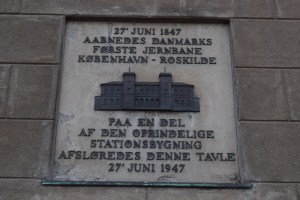 27' JUNI 1847
AABNEDES DANMARKS
FØRSTE JERNBANE
KØBENHAVN - ROSKILDE
PAA EN DEL
AF DEN OPRINDELIGE
STATIONSBYGNING
AFSLØREDES DENNE TAVLE
27' JUNI 1947